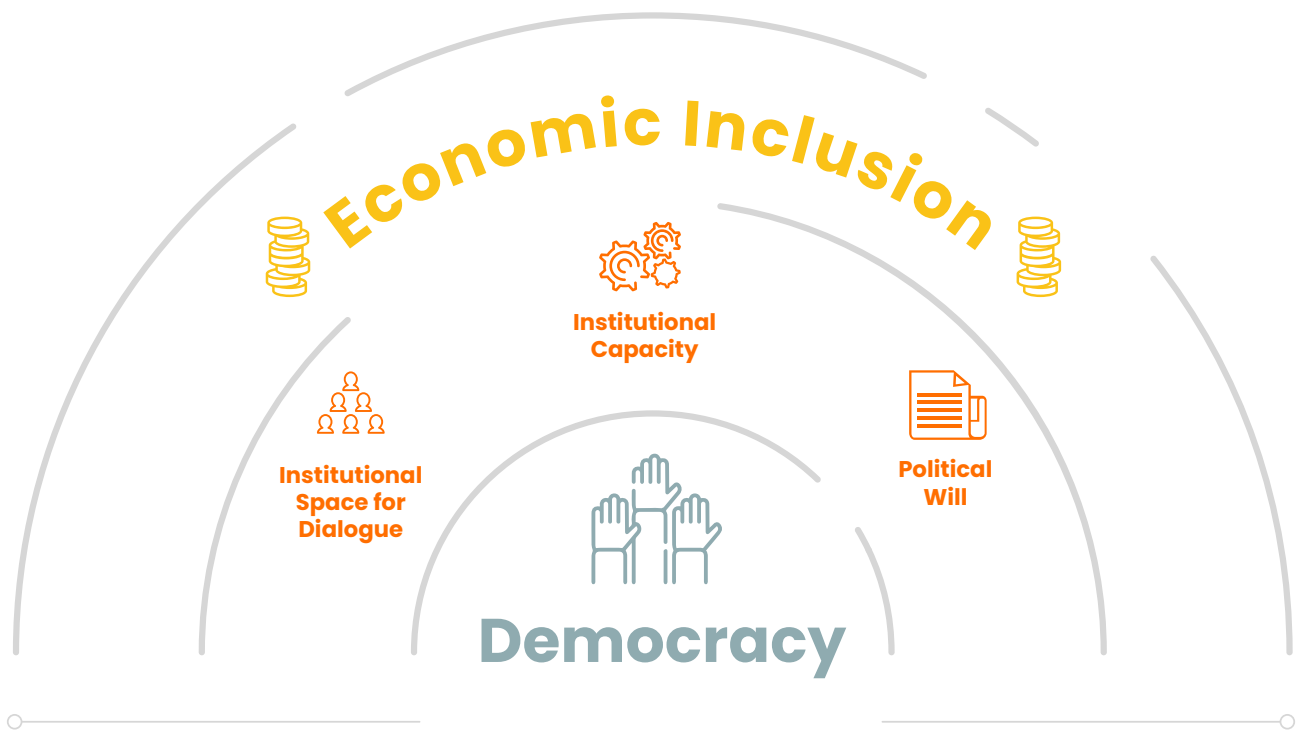 Economic Inclusion
Institutional
Capacity
Institutional
Space for
Dialogue
Political
Will
Democracy